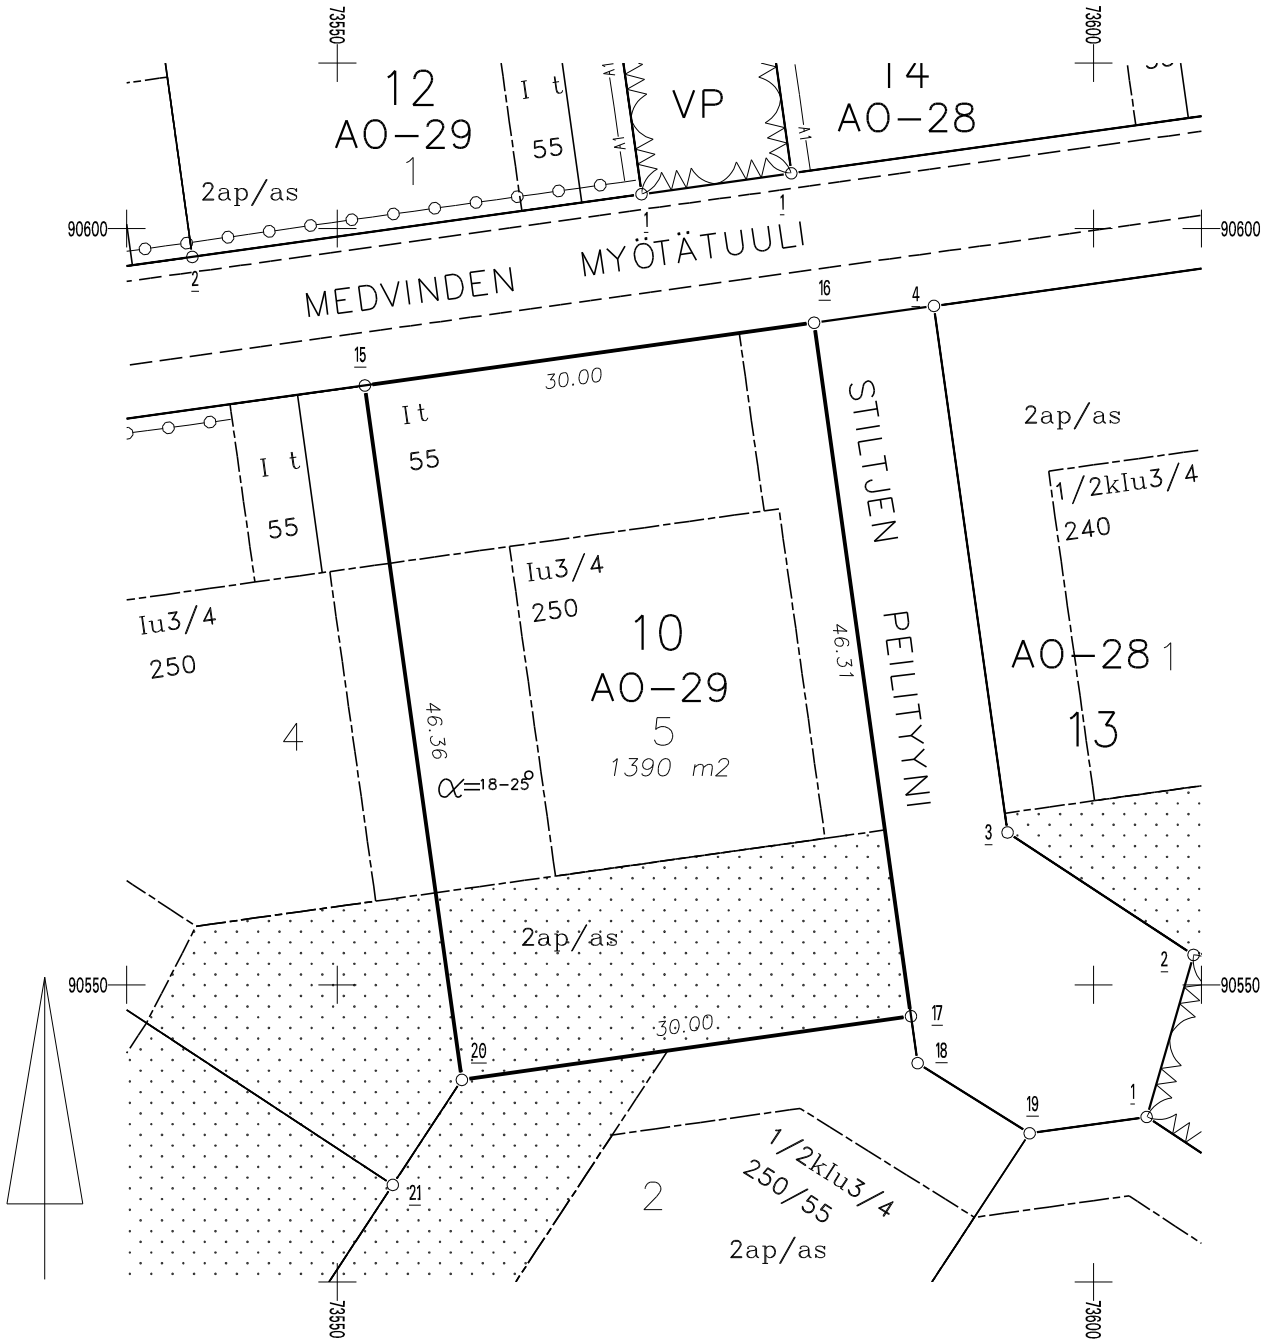 73550
73600
12
AO-29
1
I t
55
VP
14
AO-28
2ap/as
90600
90600
1
1
2
MEDVINDEN MYÖTÄTUULI
16
4
15
30.00
I t
55
STILTJEN PEILITYYNI
2ap/as
I t
55
1/2kIu3/4
240
Iu3/4
250
Iu3/4
250
10
AO-29
5
1390 m2
46.31
46.36
AO-28 1
13
4
α=18-25°
3
2ap/as
2
90550
90550
30.00
17
20
18
1
19
21
2
1/2kIu3/4
250/55
2ap/as
73550
73600